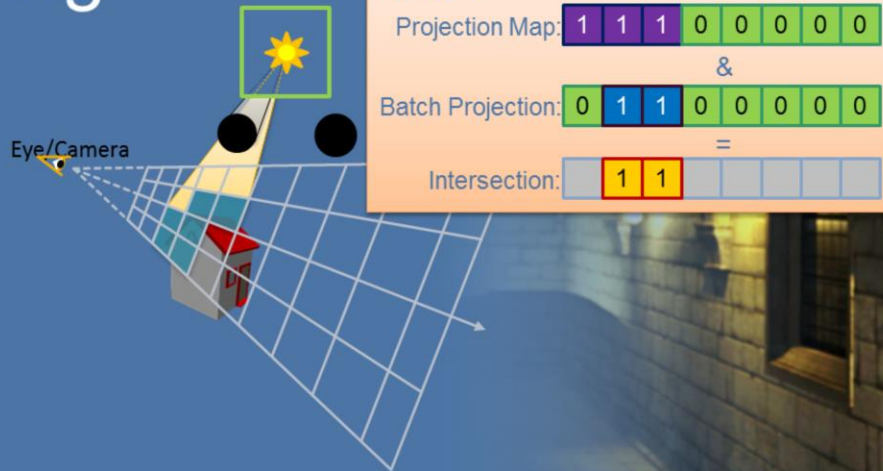 Projection Map: 1 1 1 0 0 0 0 0
&
Batch Projection: 0 1 1 0 0 0 0 0
=
Intersection: 1 1
Eye/Camera